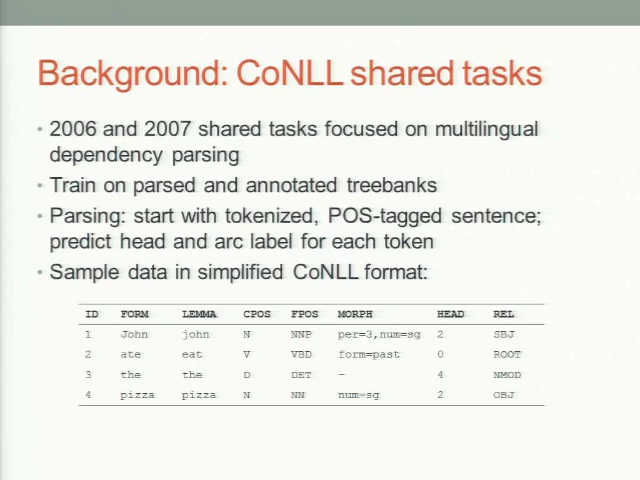 Background: CoNLL shared tasks
• 2006 and 2007 shared tasks focused on multilingual
dependency parsing
• Train on parsed and annotated treebanks
• Parsing: start with tokenized, POS-tagged sentence;
predict head and arc label for each token
• Sample data in simplified CoNLL format:
ID FORM LEMMA CPOS FPOS MORPH HEAD REL
1 John john N NNP per=3,num=sg 2 SBJ
2 ate eat V VBD form=past 0 ROOT
3 the the D DET - 4 NMOD
4 pizza pizza N NN num=sg 2 OBJ